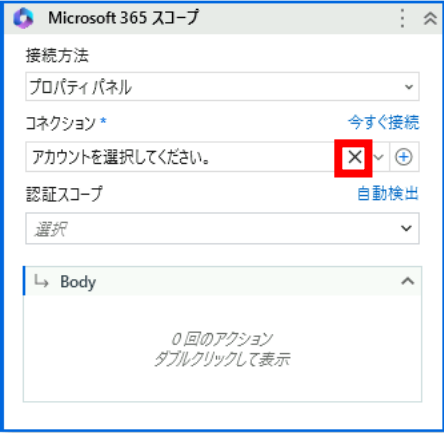 Microsoft 365 スコープ
接続方法
プロパティ パネル
コネクション * 今すぐ接続
アカウントを選択してください。
認証スコープ 自動検出
選択
Body
0 回のアクション
ダブルクリックして表示